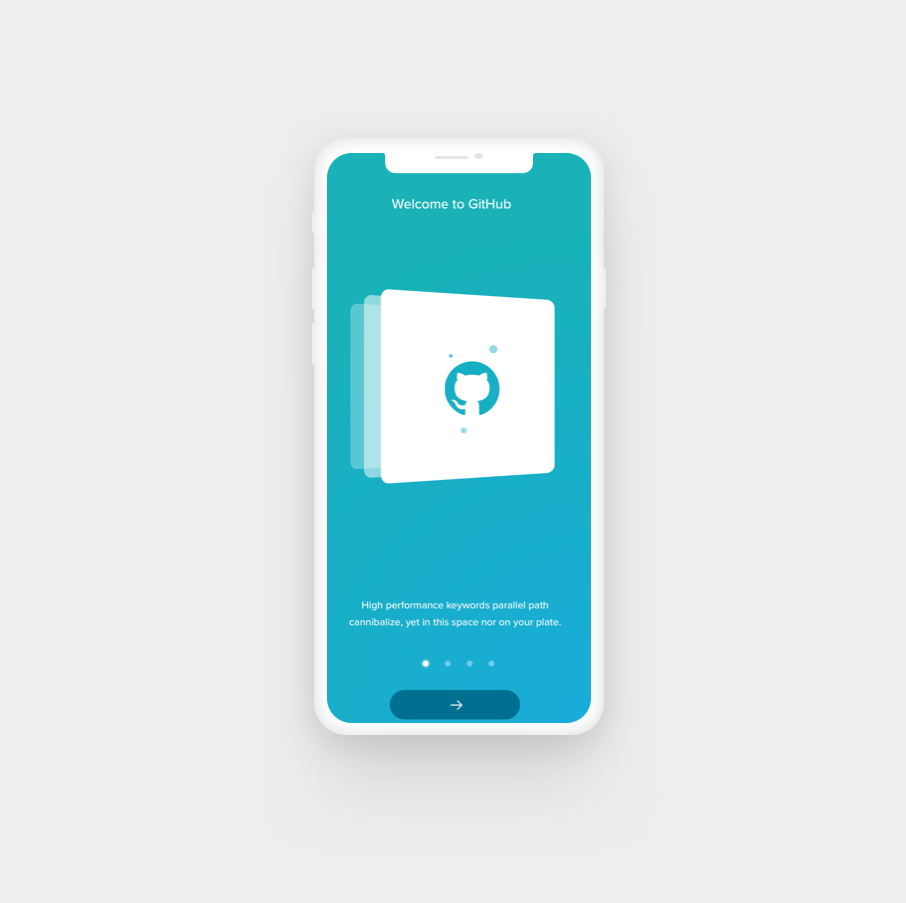 Welcome to GitHub
High performance keywords parallel path
cannibalize, yet in this space nor on your plate.